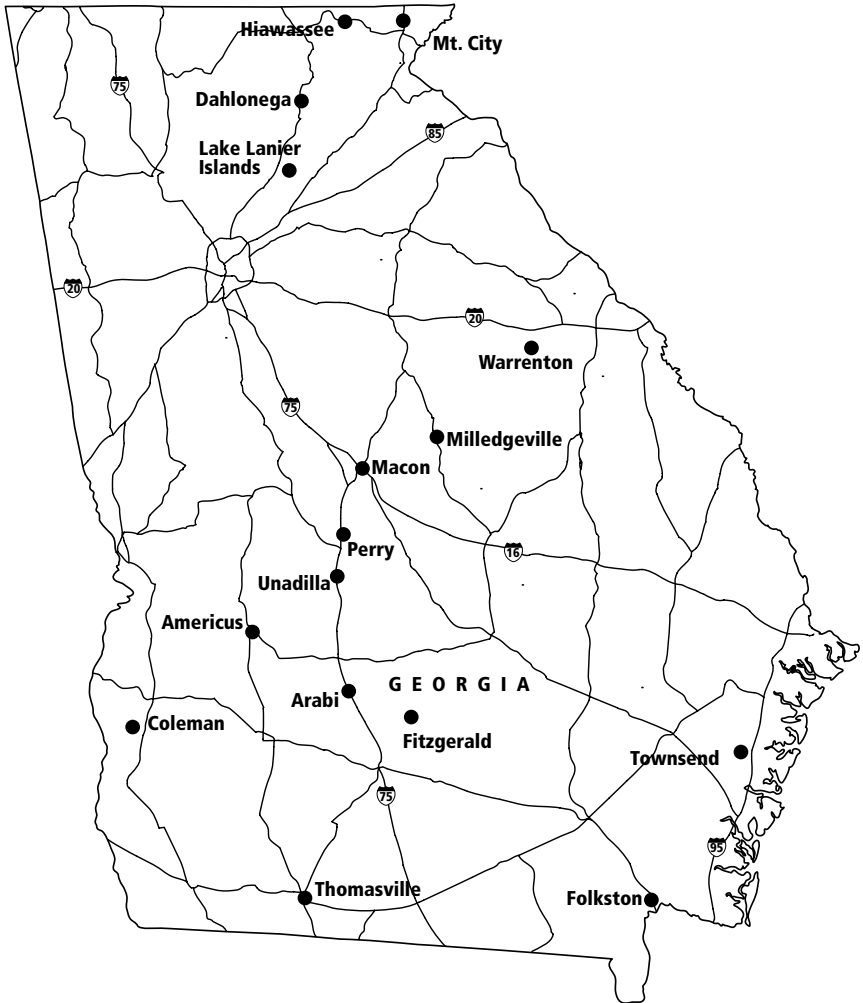 Hiawassee
Mt. City
75
Dahlonega
85
Lake Lanier
Islands
20
20
Warrenton
75
Milledgeville
Macon
Perry
16
Unadilla
Americus
GEORGIA
Arabi
Coleman
Fitzgerald
Townsend
75
95
Thomasville
Folkston